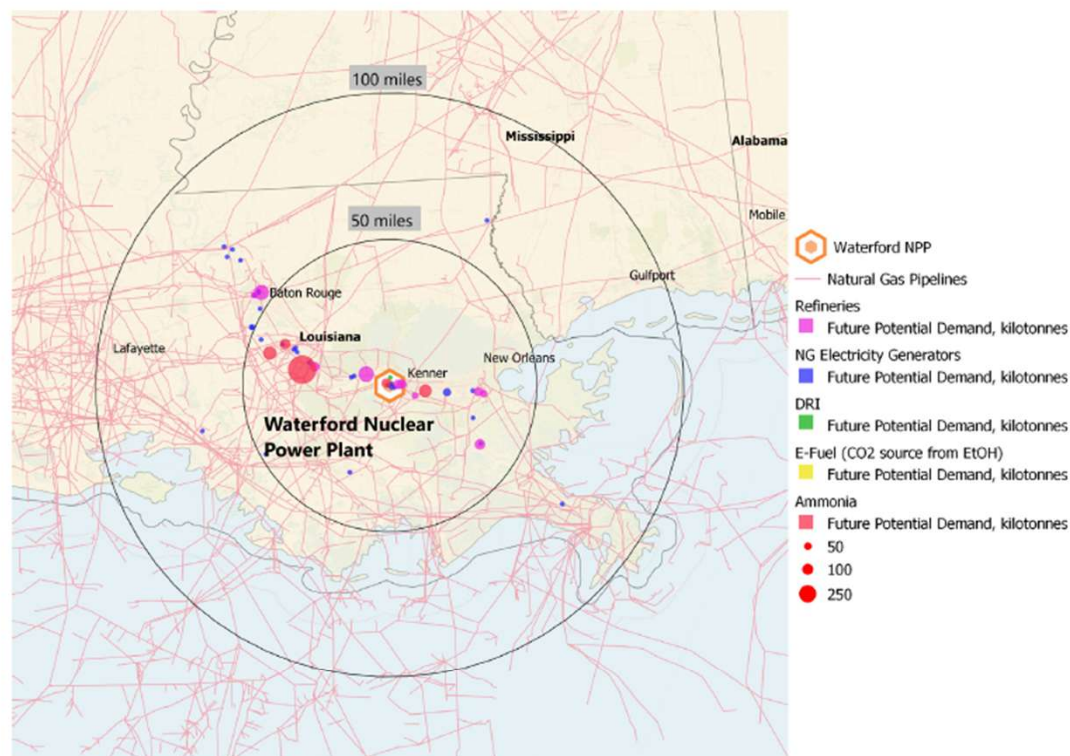 100 miles
Mississippi
Alabama
50 miles
Mobile
Gulfport
Baton Rouge
Louisiana
Lafayette
New Orleans
Kenner
Waterford Nuclear
Power Plant
Waterford NPP
Natural Gas Pipelines
Refineries
Future Potential Demand, kilotonnes
NG Electricity Generators
Future Potential Demand, kilotonnes
DRI
Future Potential Demand, kilotonnes
E-Fuel (CO2 source from EtOH)
Future Potential Demand, kilotonnes
Ammonia
Future Potential Demand, kilotonnes
50
100
250